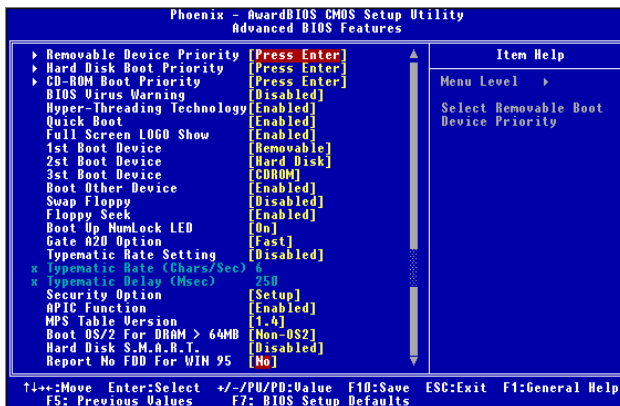 Phoenix - AwardBIOS CMOS Setup Utility
Advanced BIOS Features
▸ Removable Device Priority [Press Enter]
▸ Hard Disk Boot Priority [Press Enter]
▸ CD-ROM Boot Priority [Press Enter]
BIOS Virus Warning [Disabled]
Hyper-Threading Technology[Enabled]
Quick Boot [Enabled]
Full Screen LOGO Show [Enabled]
1st Boot Device [Removable]
2st Boot Device [Hard Disk]
3st Boot Device [CDROM]
Boot Other Device [Enabled]
Swap Floppy [Disabled]
Floppy Seek [Enabled]
Boot Up NumLock LED [On]
Gate A20 Option [Fast]
Typematic Rate Setting [Disabled]
x Typematic Rate (Chars/Sec) 6
x Typematic Delay (Msec) 250
Security Option [Setup]
APIC Function [Enabled]
MPS Table Version [1.4]
Boot OS/2 For DRAM > 64MB [Non-OS2]
Hard Disk S.M.A.R.T. [Disabled]
Report No FDD For WIN 95 [No]
Item Help
Menu Level ▸
Select Removable Boot
Device Priority
↑↓→←:Move Enter:Select +/-/PU/PD:Value F10:Save ESC:Exit F1:General Help
F5: Previous Values F7: BIOS Setup Defaults